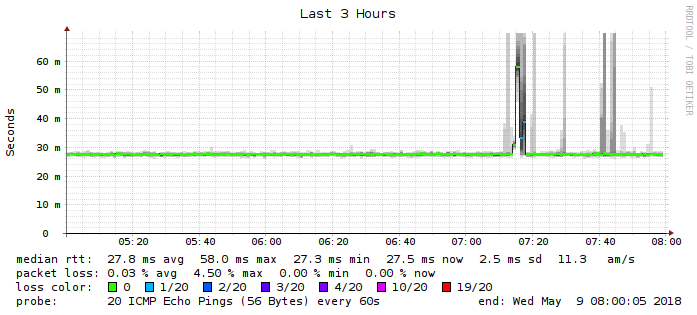 Last 3 Hours
RRDTOOL / TOBI OETIKER
Seconds
60 m
50 m
40 m
30 m
20 m
10 m
0
05:20 05:40 06:00 06:20 06:40 07:00 07:20 07:40 08:00
median rtt: 27.8 ms avg 58.0 ms max 27.3 ms min 27.5 ms now 2.5 ms sd 11.3 am/s
packet loss: 0.03 % avg 4.50 % max 0.00 % min 0.00 % now
loss color: 0 1/20 2/20 3/20 4/20 10/20 19/20
probe: 20 ICMP Echo Pings (56 Bytes) every 60s end: Wed May 9 08:00:05 2018